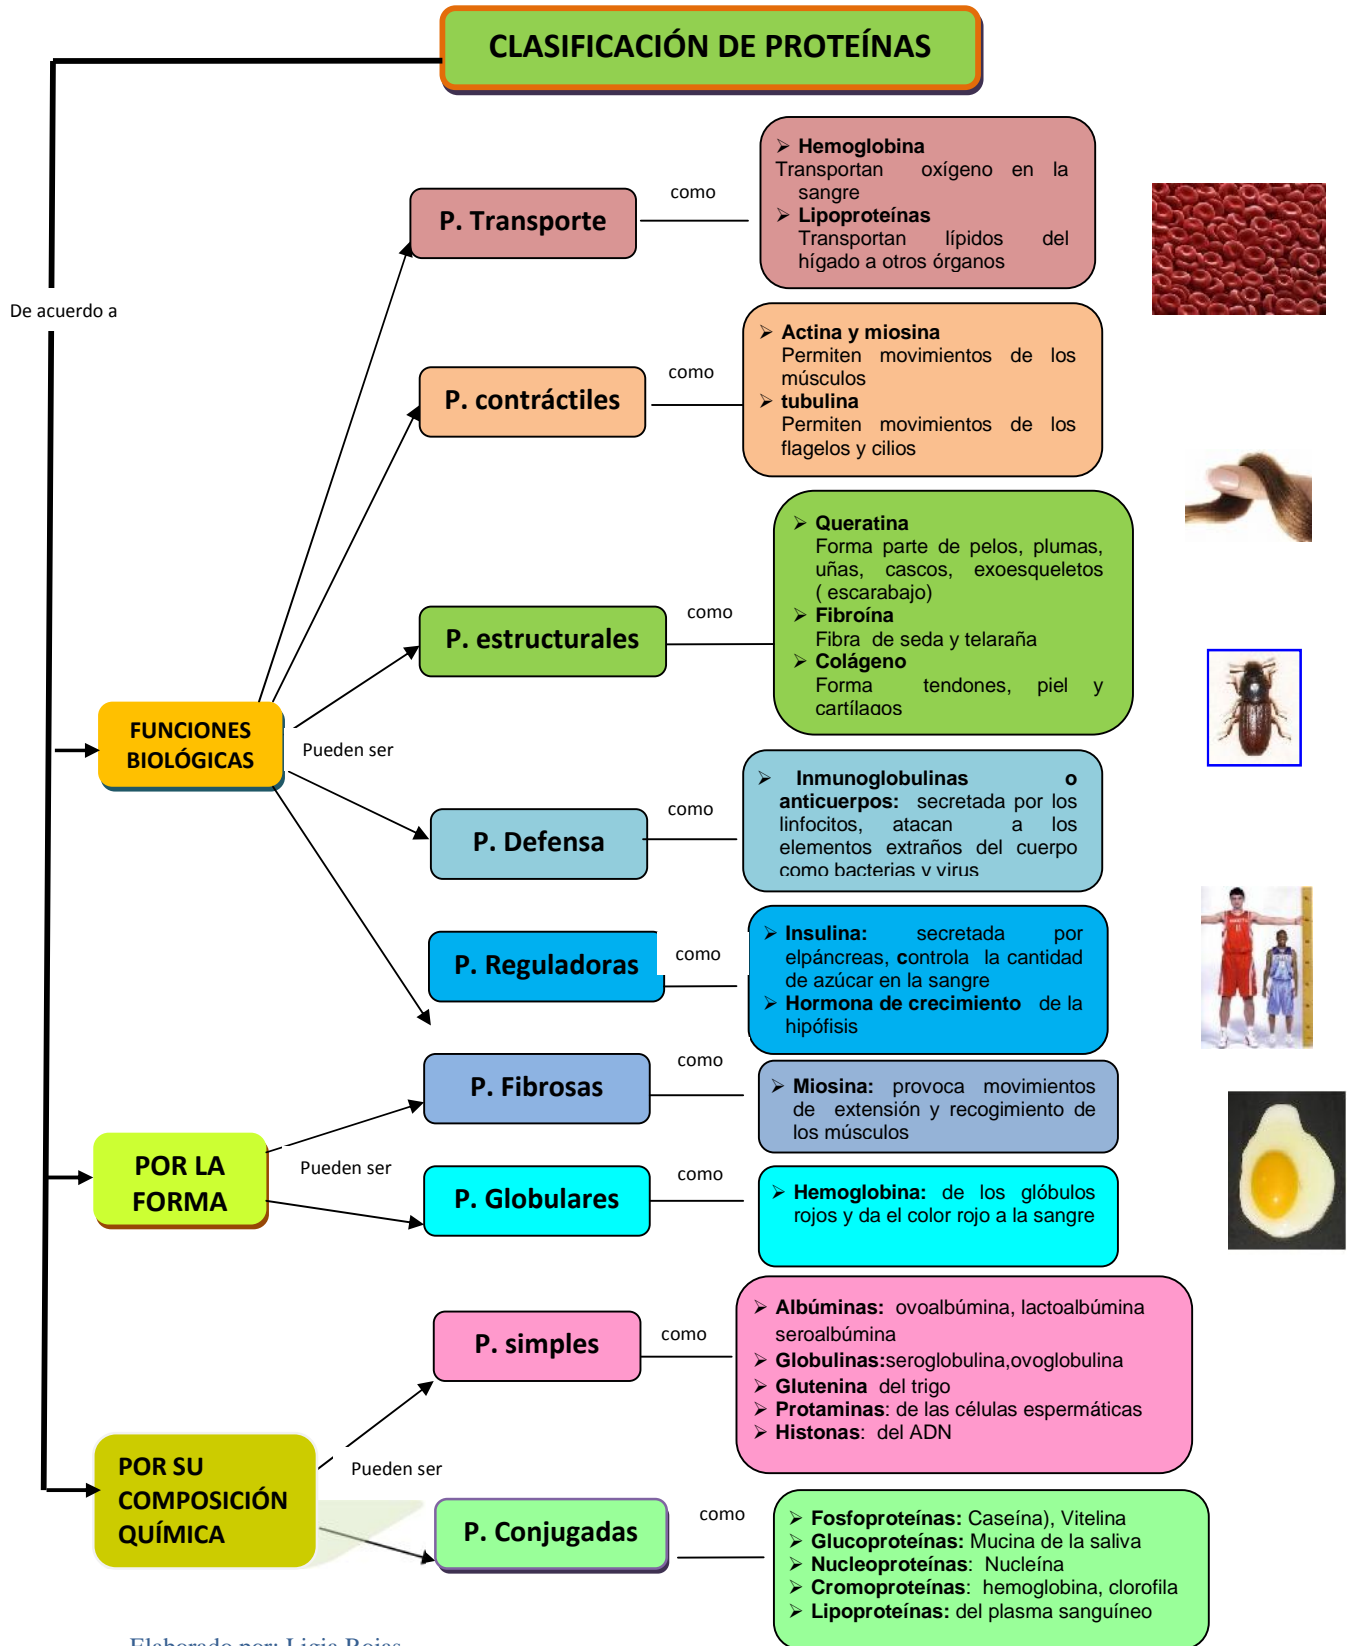 CLASIFICACIÓN DE PROTEÍNAS
De acuerdo a
FUNCIONES
BIOLÓGICAS
Pueden ser
P. Transporte
como
➢ Hemoglobina
Transportan oxígeno en la
sangre
➢ Lipoproteínas
Transportan lípidos del
hígado a otros órganos
P. contráctiles
como
➢ Actina y miosina
Permiten movimientos de los
músculos
➢ tubulina
Permiten movimientos de los
flagelos y cilios
P. estructurales
como
➢ Queratina
Forma parte de pelos, plumas,
uñas, cascos, exoesqueletos
( escarabajo)
➢ Fibroína
Fibra de seda y telaraña
➢ Colágeno
Forma tendones, piel y
cartílagos
P. Defensa
como
➢ Inmunoglobulinas o
anticuerpos: secretada por los
linfocitos, atacan a los
elementos extraños del cuerpo
como bacterias y virus
P. Reguladoras
como
➢ Insulina: secretada por
elpáncreas, controla la cantidad
de azúcar en la sangre
➢ Hormona de crecimiento de la
hipófisis
POR LA
FORMA
Pueden ser
P. Fibrosas
como
➢ Miosina: provoca movimientos
de extensión y recogimiento de
los músculos
P. Globulares
como
➢ Hemoglobina: de los glóbulos
rojos y da el color rojo a la sangre
POR SU
COMPOSICIÓN
QUÍMICA
Pueden ser
P. simples
como
➢ Albúminas: ovoalbúmina, lactoalbúmina
seroalbúmina
➢ Globulinas:seroglobulina,ovoglobulina
➢ Glutenina del trigo
➢ Protaminas: de las células espermáticas
➢ Histonas: del ADN
P. Conjugadas
como
➢ Fosfoproteínas: Caseína), Vitelina
➢ Glucoproteínas: Mucina de la saliva
➢ Nucleoproteínas: Nucleína
➢ Cromoproteínas: hemoglobina, clorofila
➢ Lipoproteínas: del plasma sanguíneo
Elaborado por: Ligia Rojas